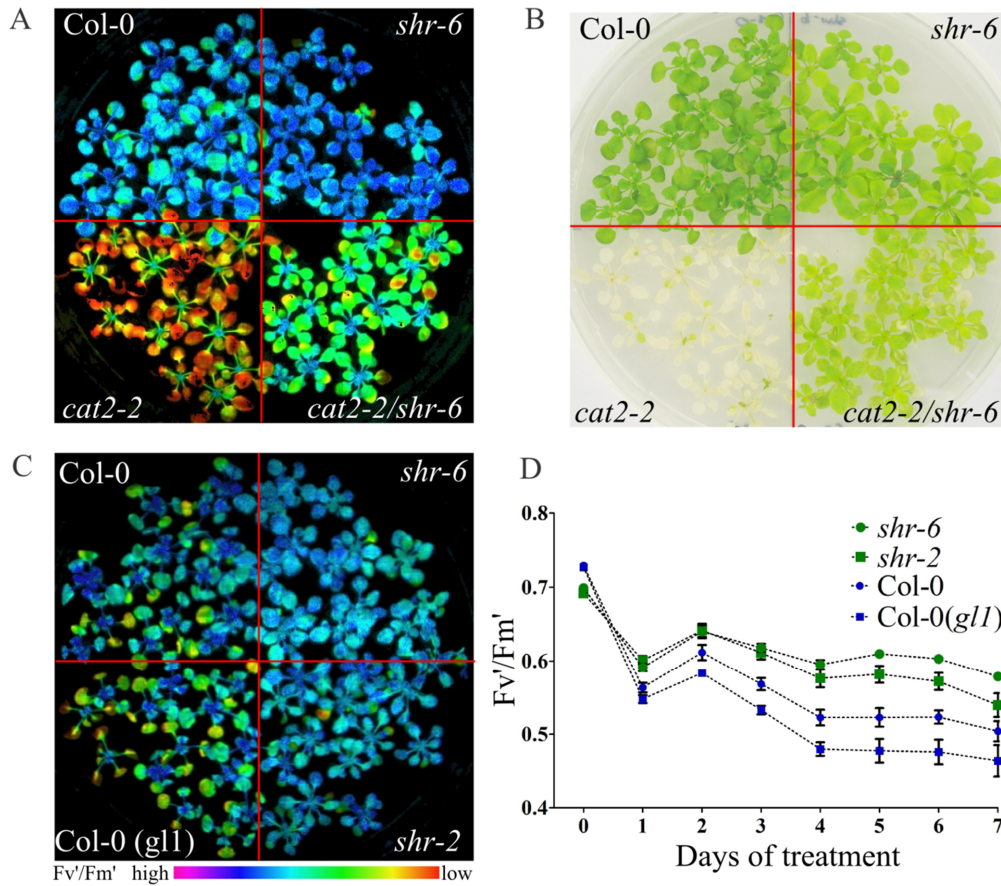 A
Col-0 shr-6
cat2-2 cat2-2/shr-6
B
Col-0 shr-6
cat2-2 cat2-2/shr-6
C
Col-0 shr-6
Col-0 (gl1) shr-2
Fv'/Fm' high low
D
0.8
0.7
0.6
0.5
0.4
Fv'/Fm'
shr-6
shr-2
Col-0
Col-0(gl1)
0 1 2 3 4 5 6 7
Days of treatment